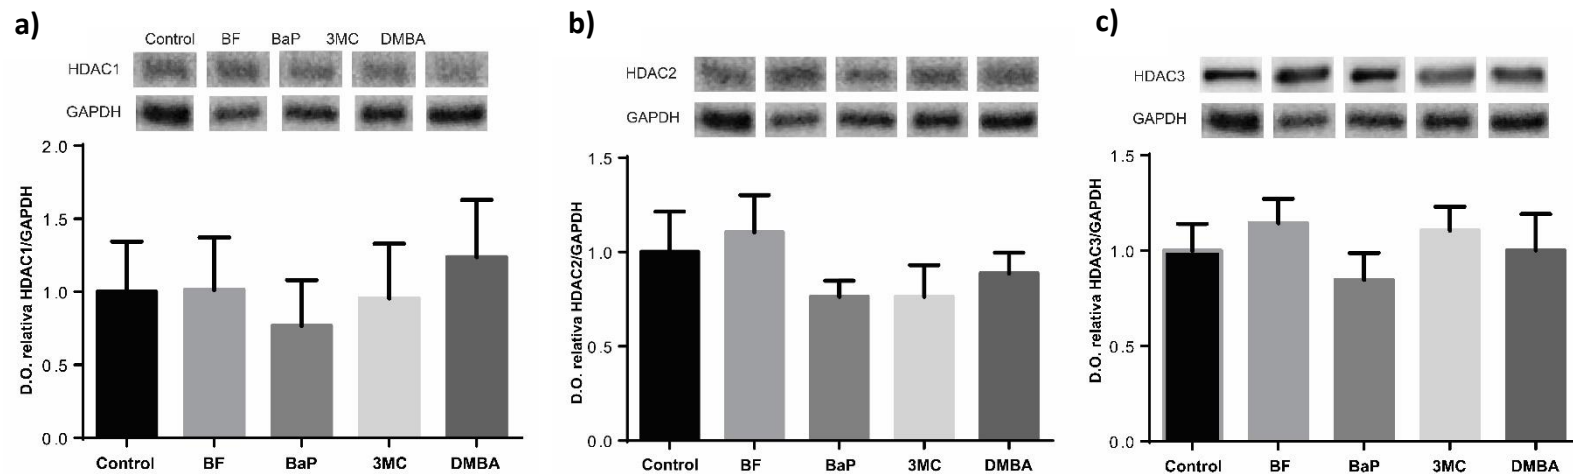 a)
Control BF BaP 3MC DMBA
HDAC1
GAPDH
D.O. relativa HDAC1/GAPDH
2.0
1.5
1.0
0.5
0.0
Control BF BaP 3MC DMBA
b)
HDAC2
GAPDH
D.O. relativa HDAC2/GAPDH
1.5
1.0
0.5
0.0
Control BF BaP 3MC DMBA
c)
HDAC3
GAPDH
D.O. relativa HDAC3/GAPDH
1.5
1.0
0.5
0.0
Control BF BaP 3MC DMBA